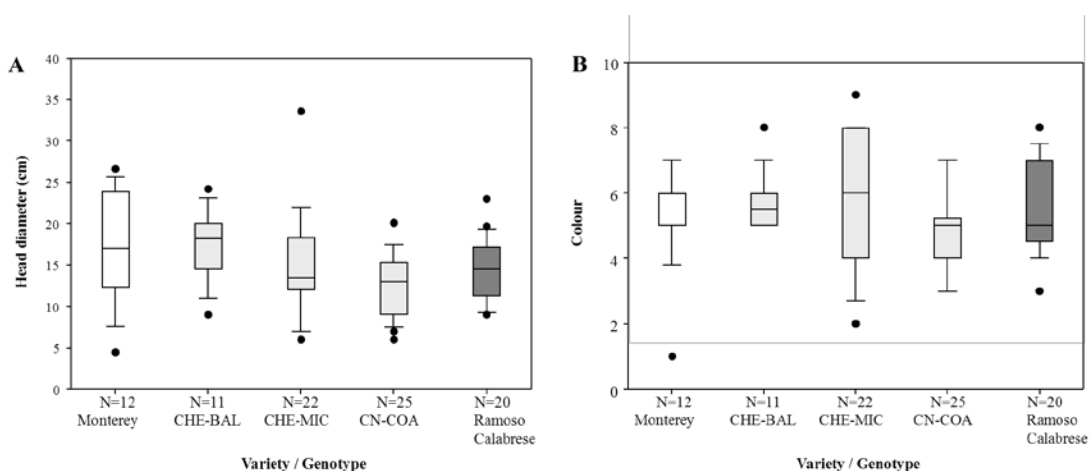 A
Head diameter (cm)
40
35
30
25
20
15
10
5
0
N=12 N=11 N=22 N=25 N=20
Monterey CHE-BAL CHE-MIC CN-COA Ramoso
Calabrese
Variety / Genotype
B
Colour
10
8
6
4
2
0
N=12 N=11 N=22 N=25 N=20
Monterey CHE-BAL CHE-MIC CN-COA Ramoso
Calabrese
Variety / Genotype